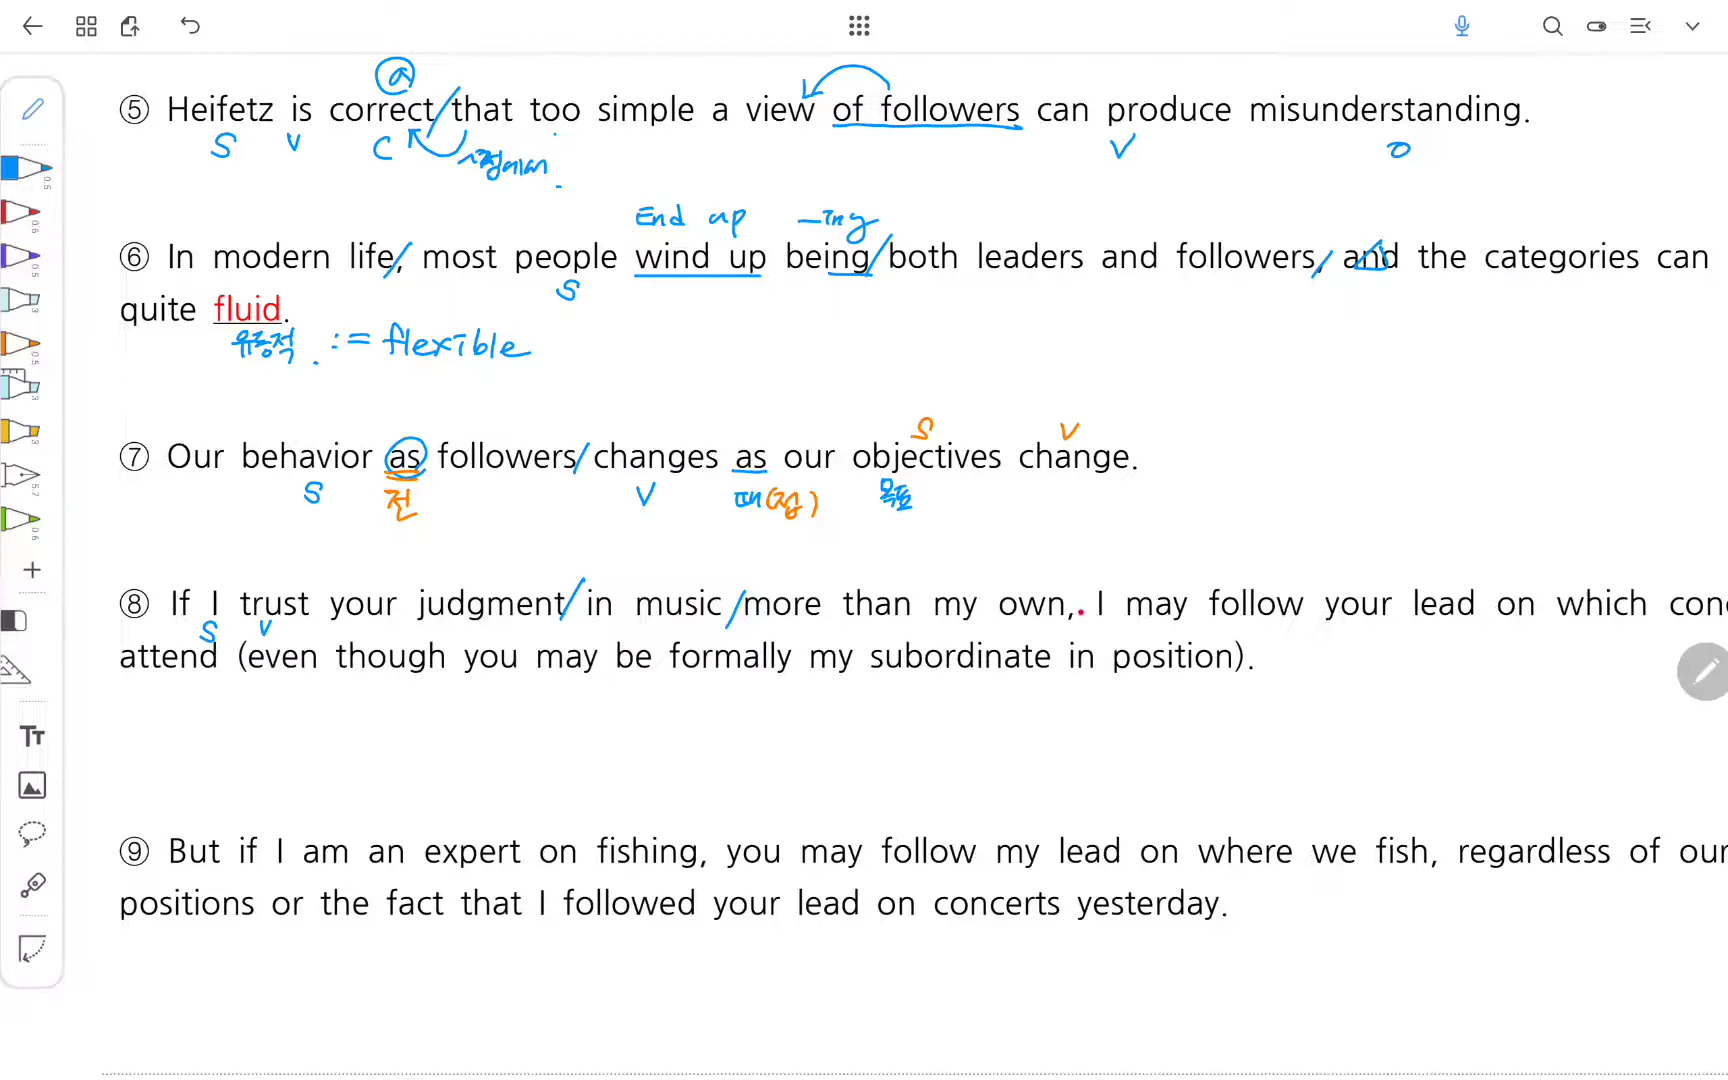 ⓐ
⑤ Heifetz is correct/that too simple a view of followers can produce misunderstanding.
S V C V O
End up -ing
⑥ In modern life, most people wind up being/both leaders and followers, and the categories can
S
quite fluid.
유동적 := flexible
S V
⑦ Our behavior as followers/changes as our objectives change.
S 전 V 때(접) 목표
⑧ If I trust your judgment/in music/more than my own, I may follow your lead on which
S V
attend (even though you may be formally my subordinate in position).
⑨ But if I am an expert on fishing, you may follow my lead on where we fish, regardless of our
positions or the fact that I followed your lead on concerts yesterday.
TT